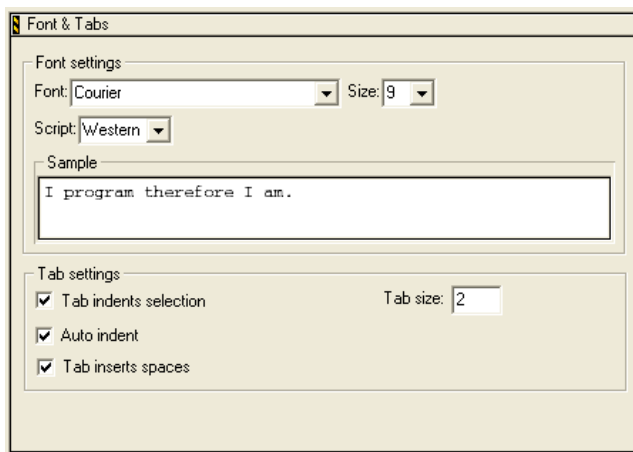 Font & Tabs
Font settings
Font: Courier Size: 9
Script: Western
Sample
I program therefore I am.
Tab settings
Tab indents selection Tab size: 2
Auto indent
Tab inserts spaces